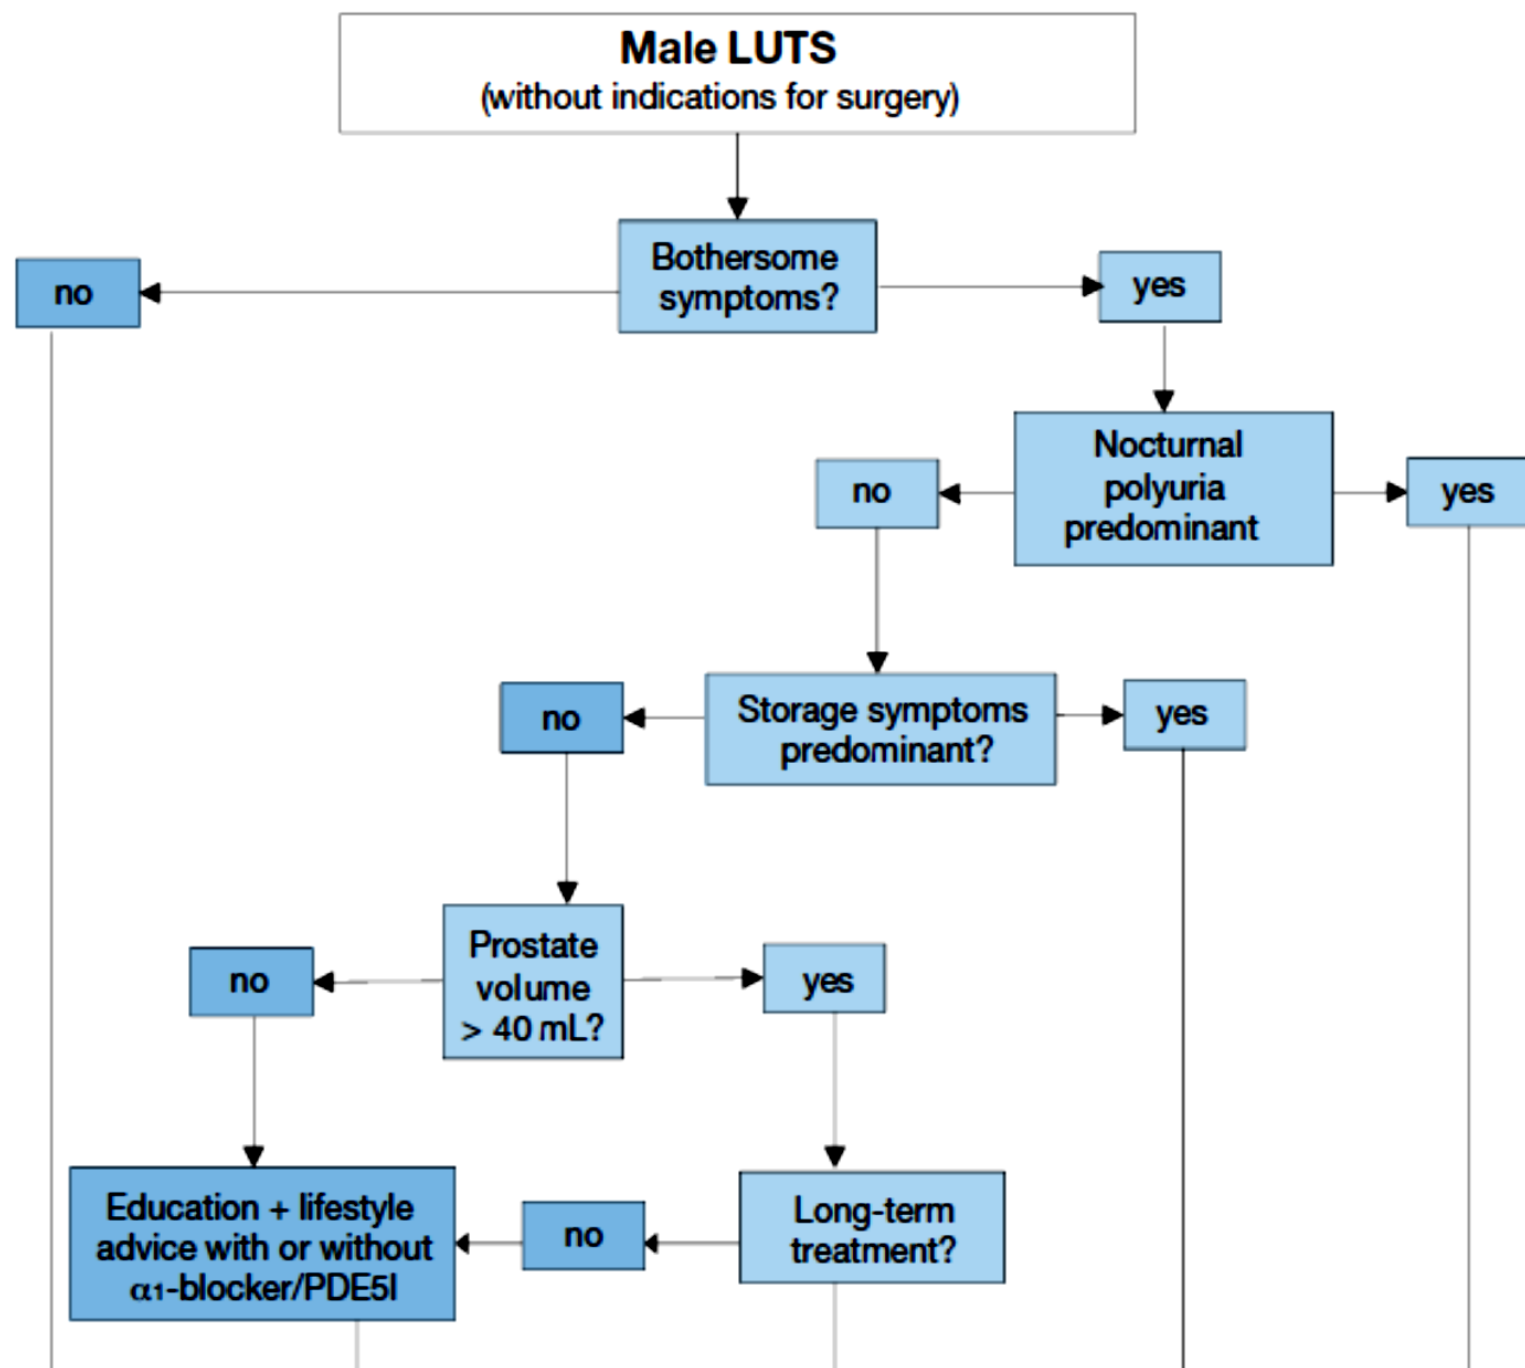 Male LUTS
(without indications for surgery)
Bothersome
symptoms?
no
yes
Nocturnal
polyuria
predominant
no
yes
Storage symptoms
predominant?
no
yes
Prostate
volume
> 40 mL?
no
yes
Education + lifestyle
advice with or without
α1-blocker/PDE5I
no
Long-term
treatment?